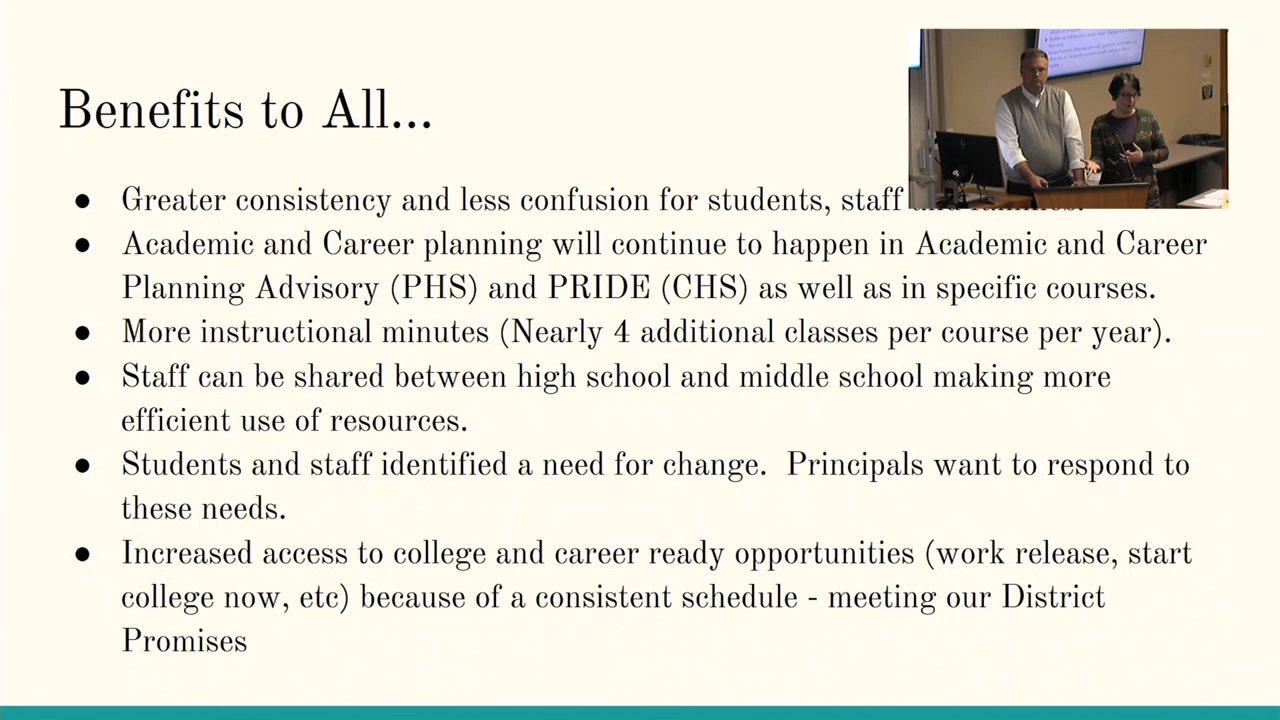 Benefits to All...
● Greater consistency and less confusion for students, staff and families.
● Academic and Career planning will continue to happen in Academic and Career
Planning Advisory (PHS) and PRIDE (CHS) as well as in specific courses.
● More instructional minutes (Nearly 4 additional classes per course per year).
● Staff can be shared between high school and middle school making more
efficient use of resources.
● Students and staff identified a need for change.  Principals want to respond to
these needs.
● Increased access to college and career ready opportunities (work release, start
college now, etc) because of a consistent schedule - meeting our District
Promises